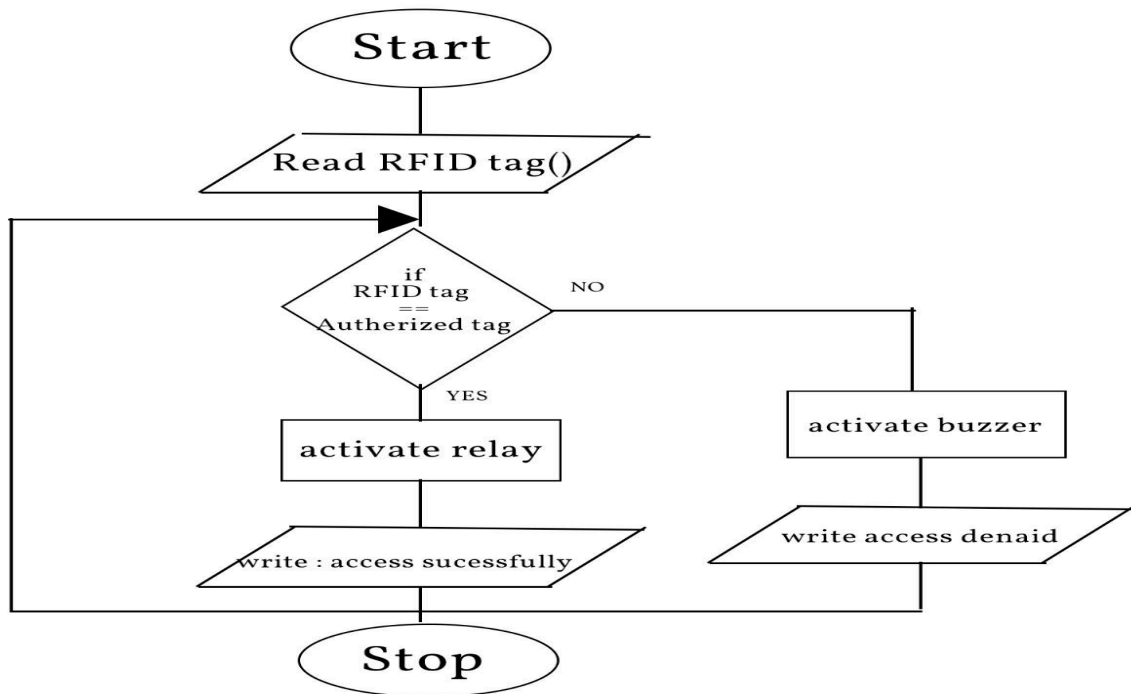 Start
Read RFID tag()
if
RFID tag
==
Autherized tag
NO
YES
activate relay
activate buzzer
write : access sucessfully
write access denaid
Stop